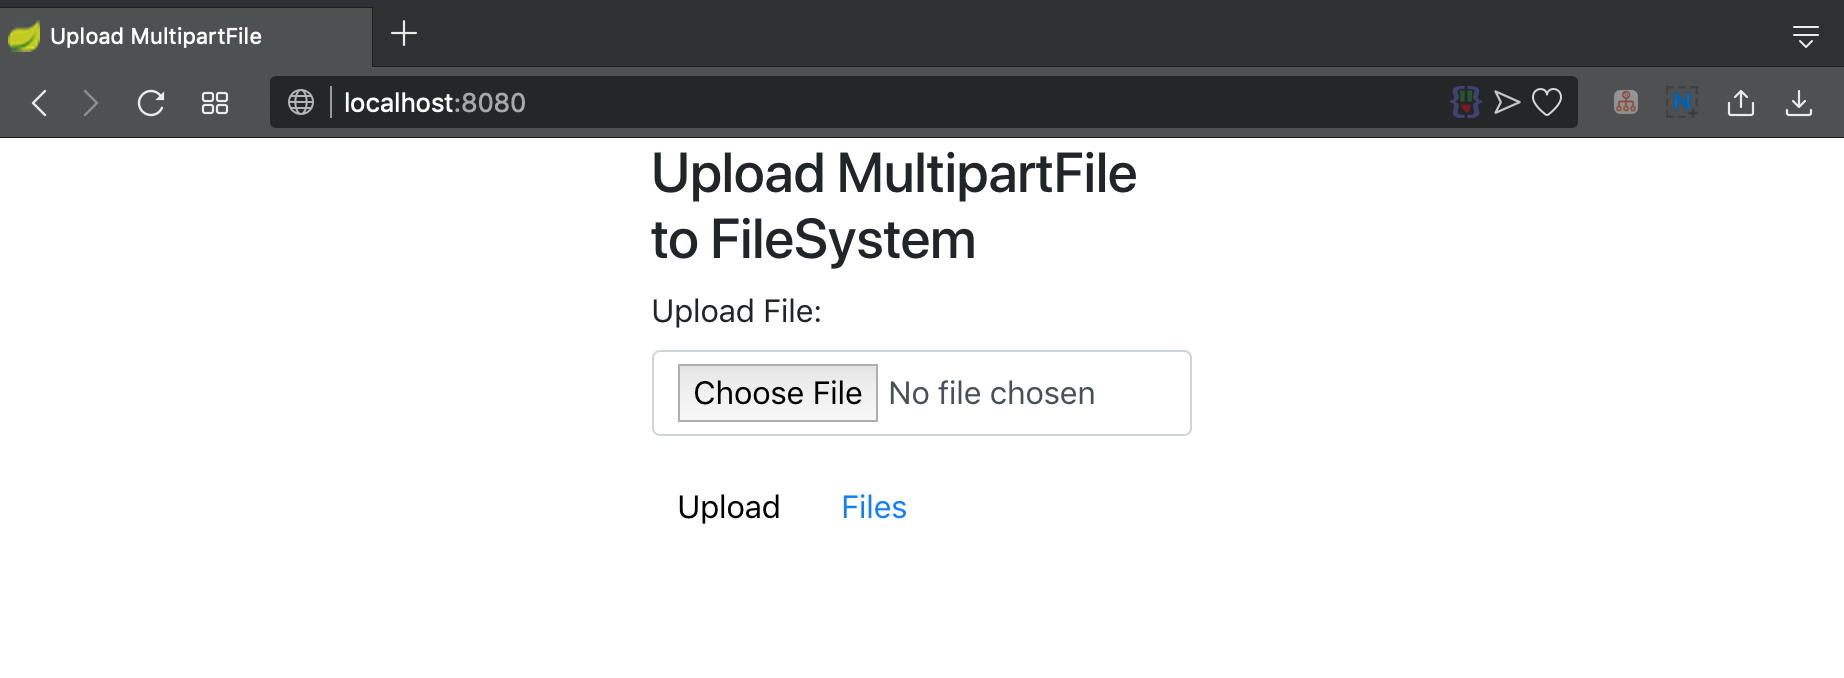 Upload MultipartFile
localhost:8080
Upload MultipartFile
to FileSystem
Upload File:
Choose File No file chosen
Upload Files